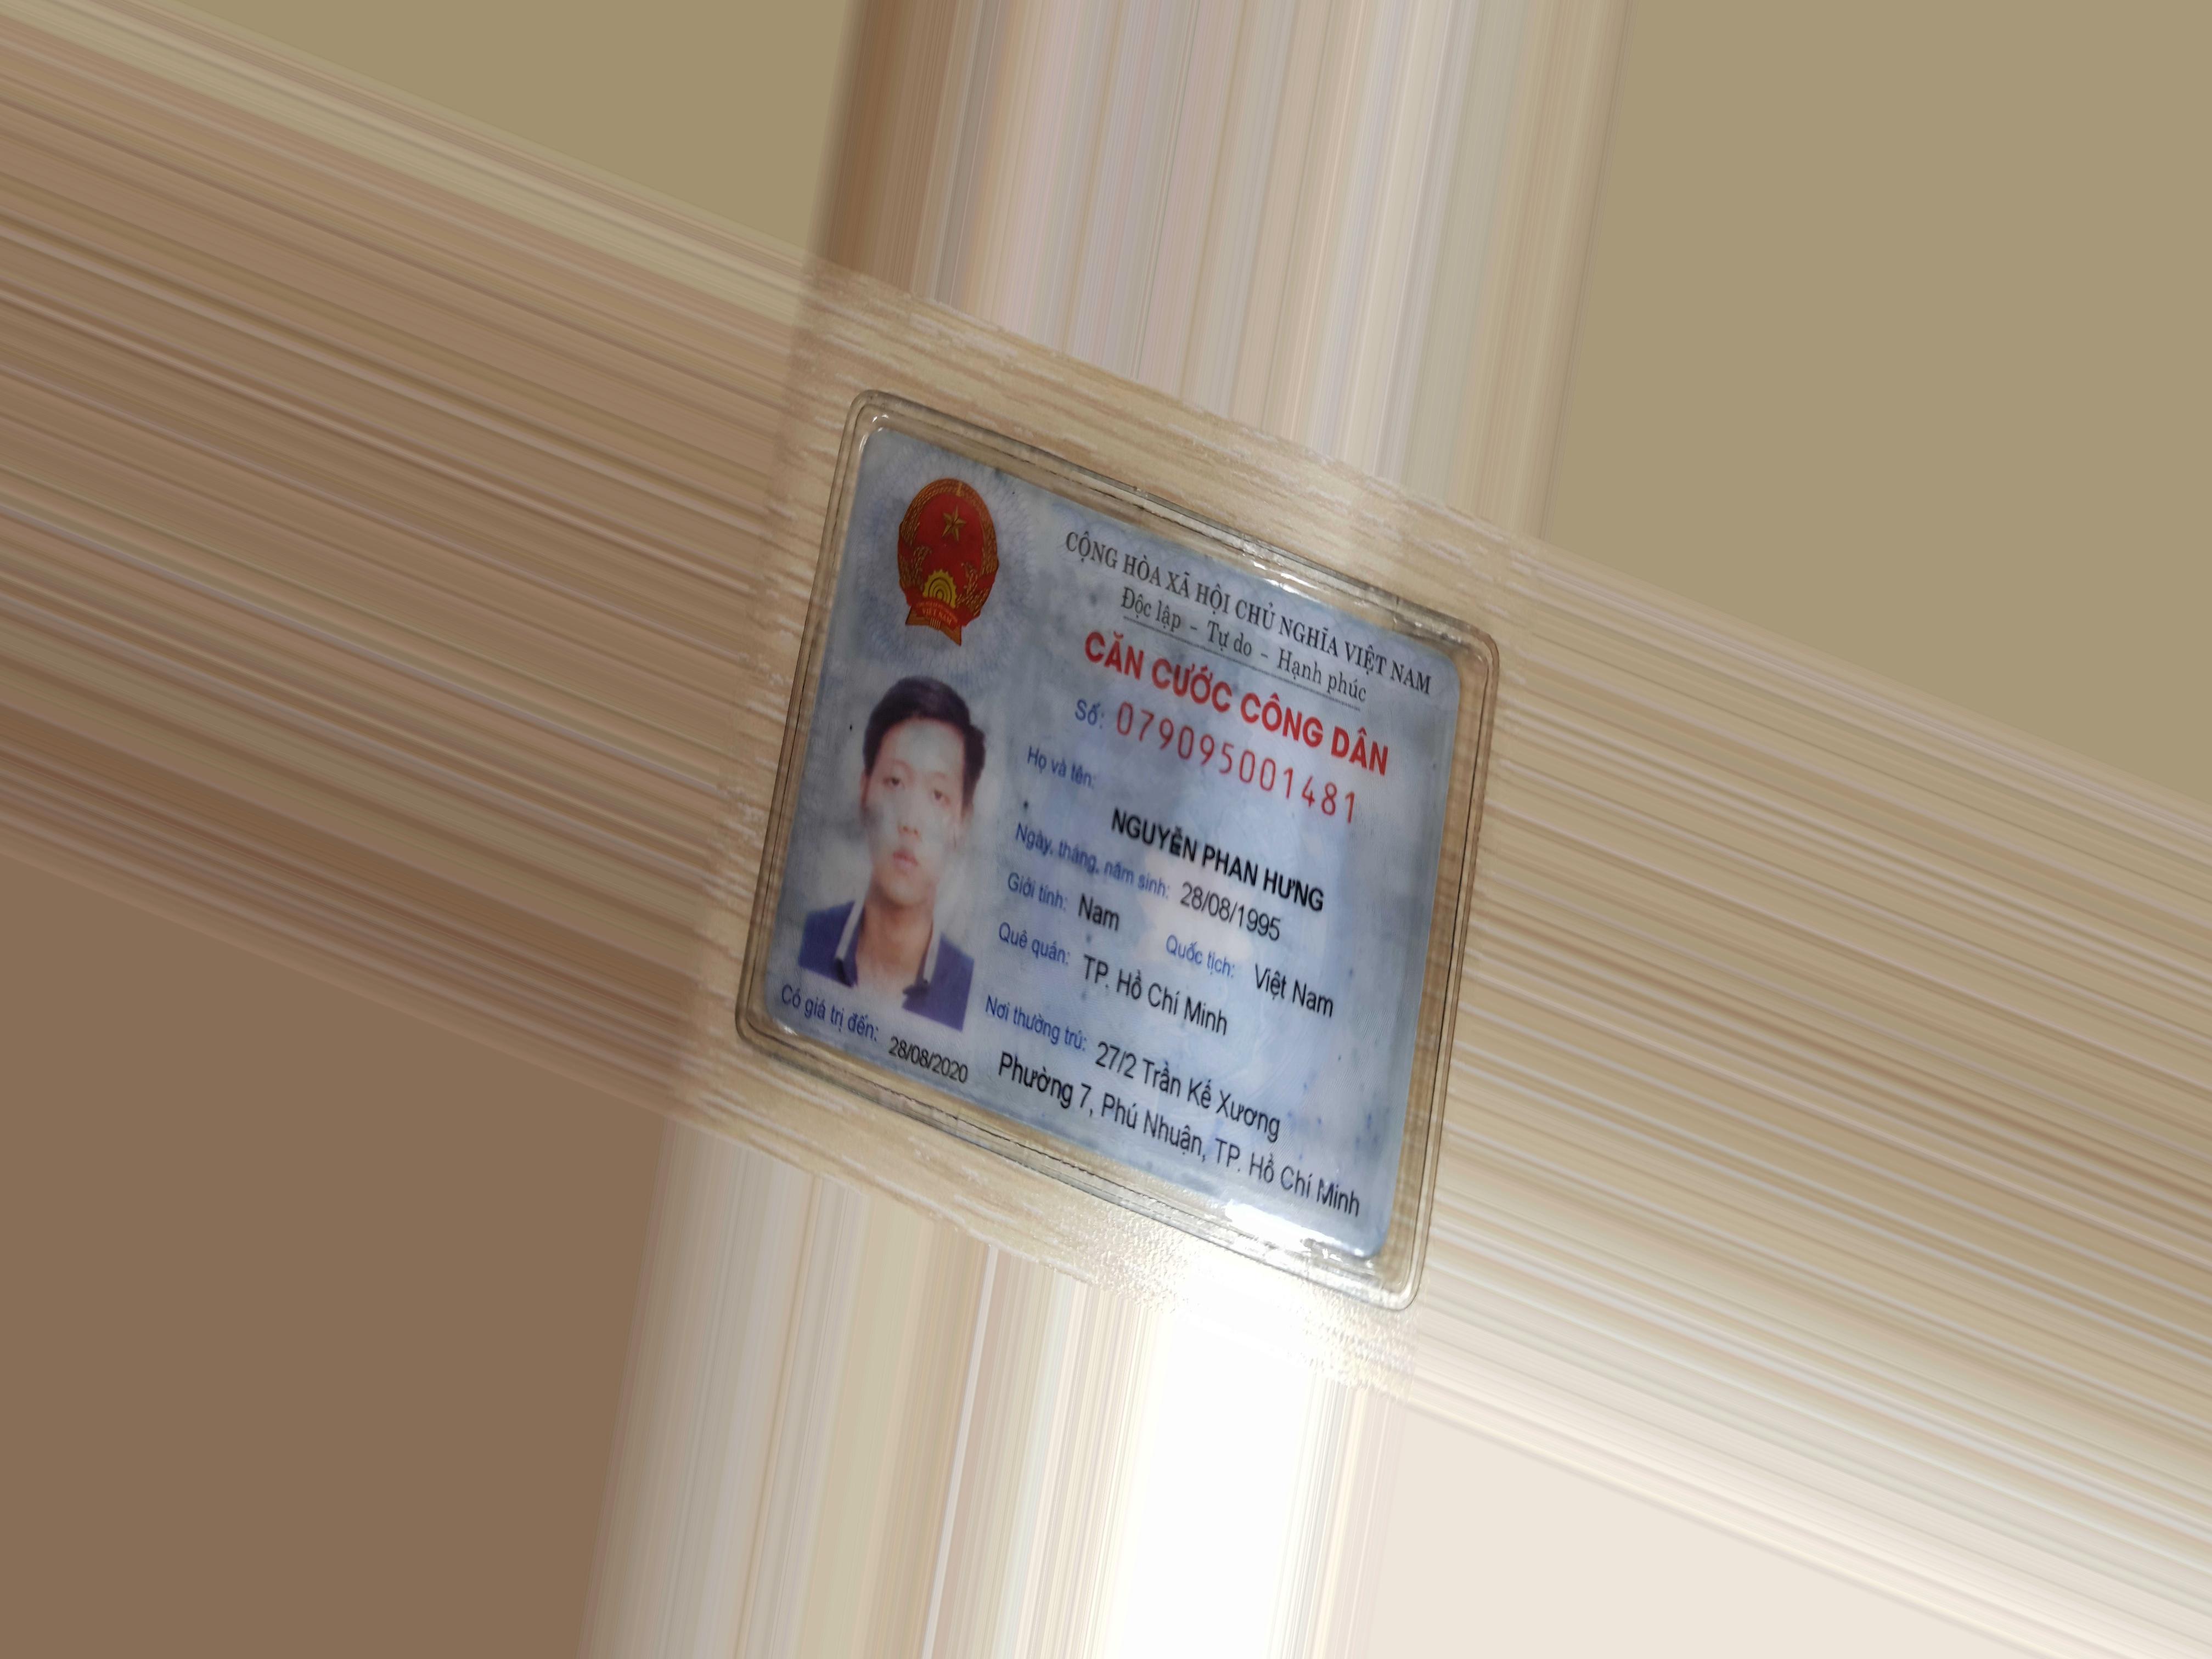 CỘNG HÒA XÃ HỘI CHỦ NGHĨA VIỆT NAM
Độc lập - Tự do - Hạnh phúc
CĂN CƯỚC CÔNG DÂN
Số: 079095001481
Họ và tên:
NGUYỄN PHAN HƯNG
Ngày, tháng, năm sinh: 28/08/1995
Giới tính: Nam Quốc tịch: Việt Nam
Quê quán: TP. Hồ Chí Minh
Nơi thường trú: 27/2 Trần Kế Xương
Phường 7, Phú Nhuận, TP. Hồ Chí Minh
Có giá trị đến: 28/08/2020